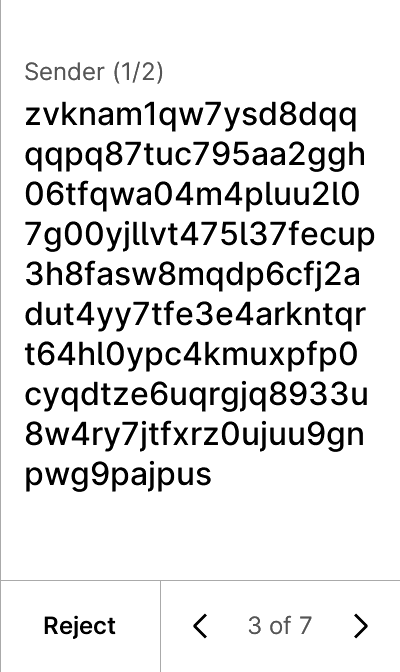 Sender (1/2)
zvknam1qw7ysd8dqq
qqpq87tuc795aa2ggh
06tfqwa04m4pluu2l0
7g00yjllvt475l37fecup
3h8fasw8mqdp6cfj2a
dut4yy7tfe3e4arkntqr
t64hl0ypc4kmuxpfp0
cyqdtze6uqrgjq8933u
8w4ry7jtfxrz0ujuu9gn
pwg9pajpus
Reject
3 of 7